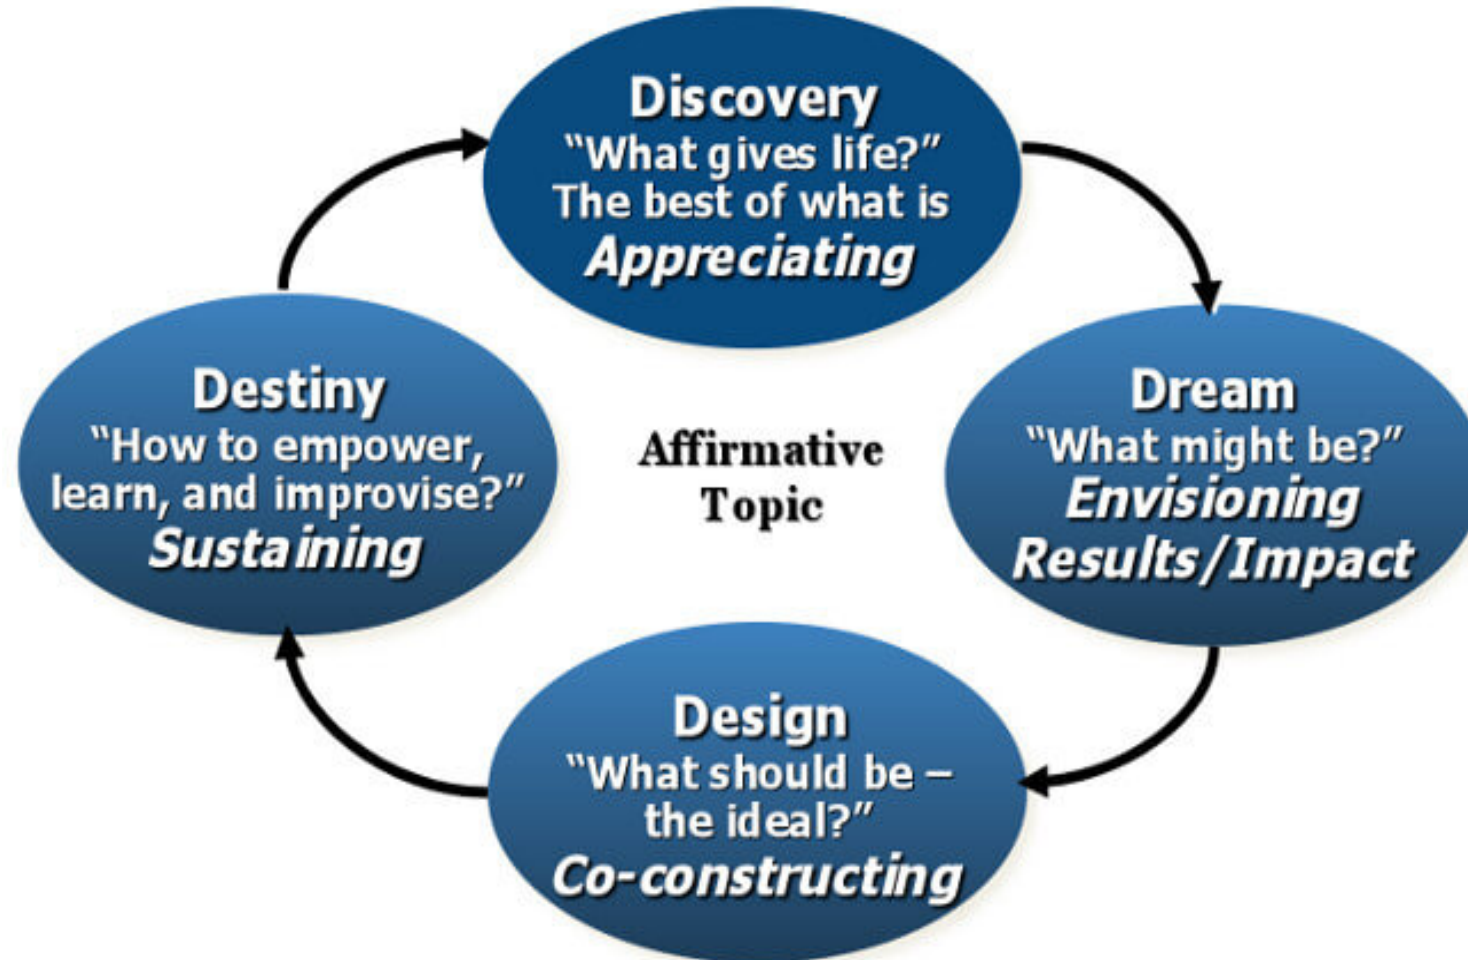 Discovery
“What gives life?”
The best of what is
Appreciating
Dream
“What might be?”
Envisioning
Results/Impact
Design
“What should be –
the ideal?”
Co-constructing
Destiny
“How to empower,
learn, and improvise?”
Sustaining
Affirmative
Topic